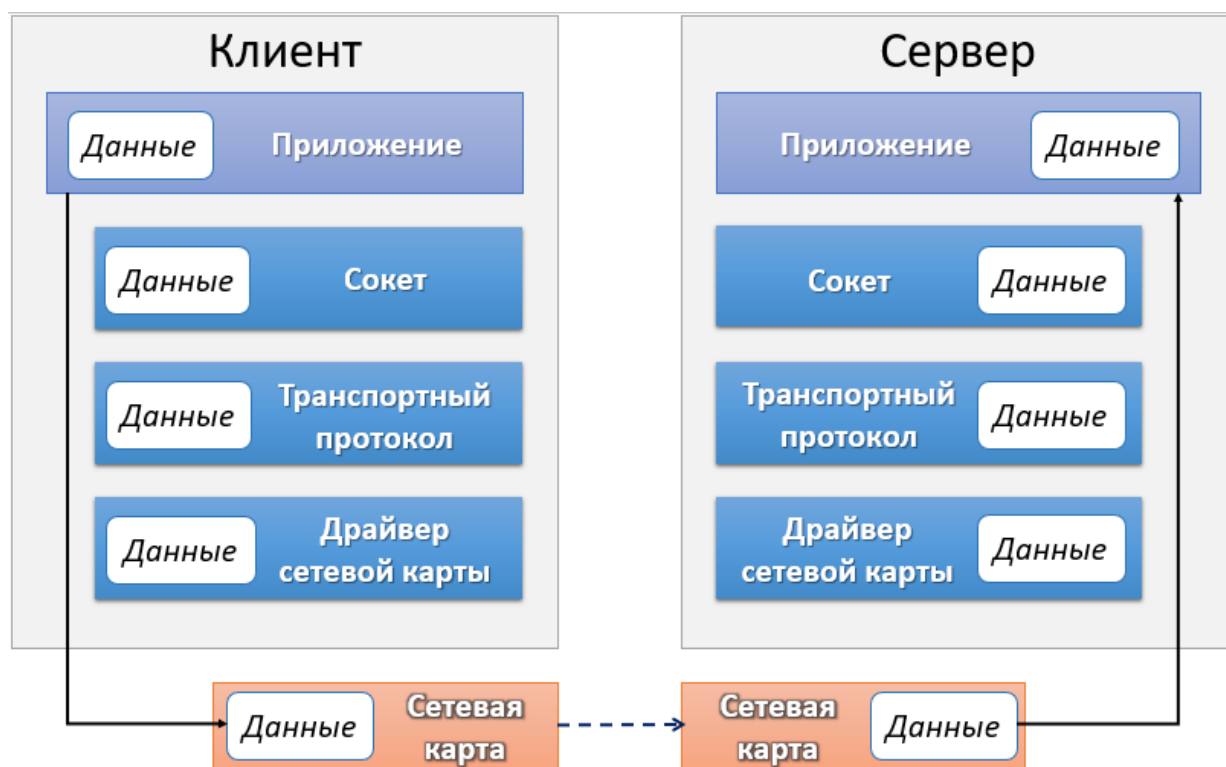 Клиент
Данные
Приложение
Данные
Сокет
Данные
Транспортный
протокол
Данные
Драйвер
сетевой карты
Данные
Сетевая
карта
Сервер
Приложение
Данные
Сокет
Данные
Транспортный
протокол
Данные
Драйвер
сетевой карты
Данные
Сетевая
карта
Данные